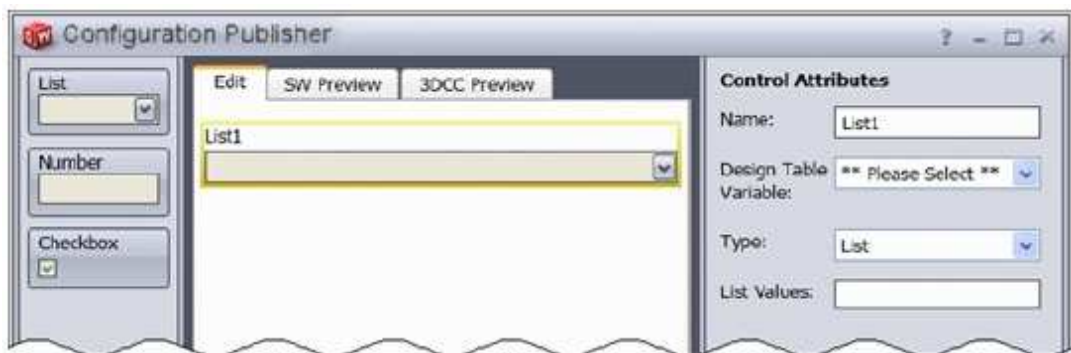 Configuration Publisher
List
Number
Checkbox
Edit
SW Preview
3DCC Preview
List1
Control Attributes
Name:
List1
Design Table
Variable:
** Please Select **
Type:
List
List Values: